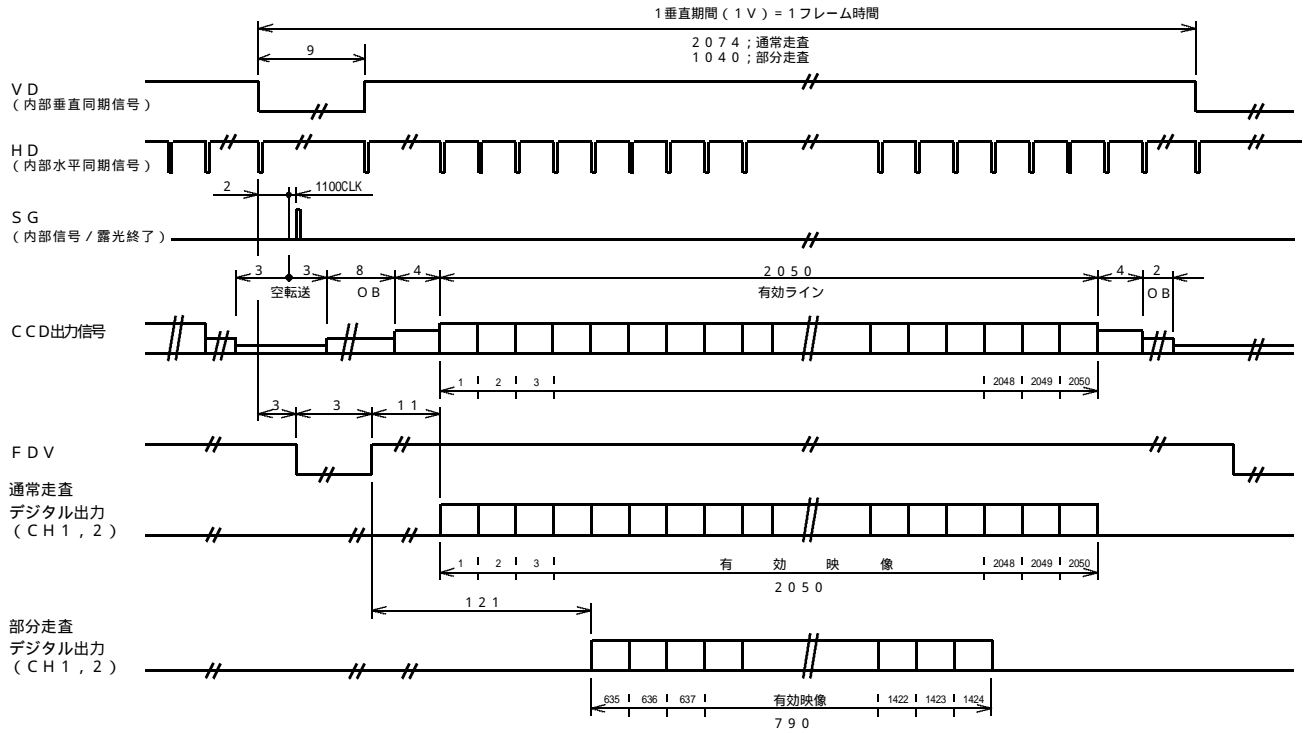 1垂直期間(1V)=1フレーム時間
2074;通常走査
1040;部分走査
9
VD
(内部垂直同期信号)
HD
(内部水平同期信号)
2
1100CLK
SG
(内部信号/露光終了)
3 3 8 4 2050 4 2
空転送 OB 有効ライン OB
CCD出力信号
1 2 3 2048 2049 2050
3 3 11
FDV
通常走査
デジタル出力
(CH1,2)
1 2 3 有効映像 2048 2049 2050
2050
121
部分走査
デジタル出力
(CH1,2)
635 636 637 有効映像 1422 1423 1424
790